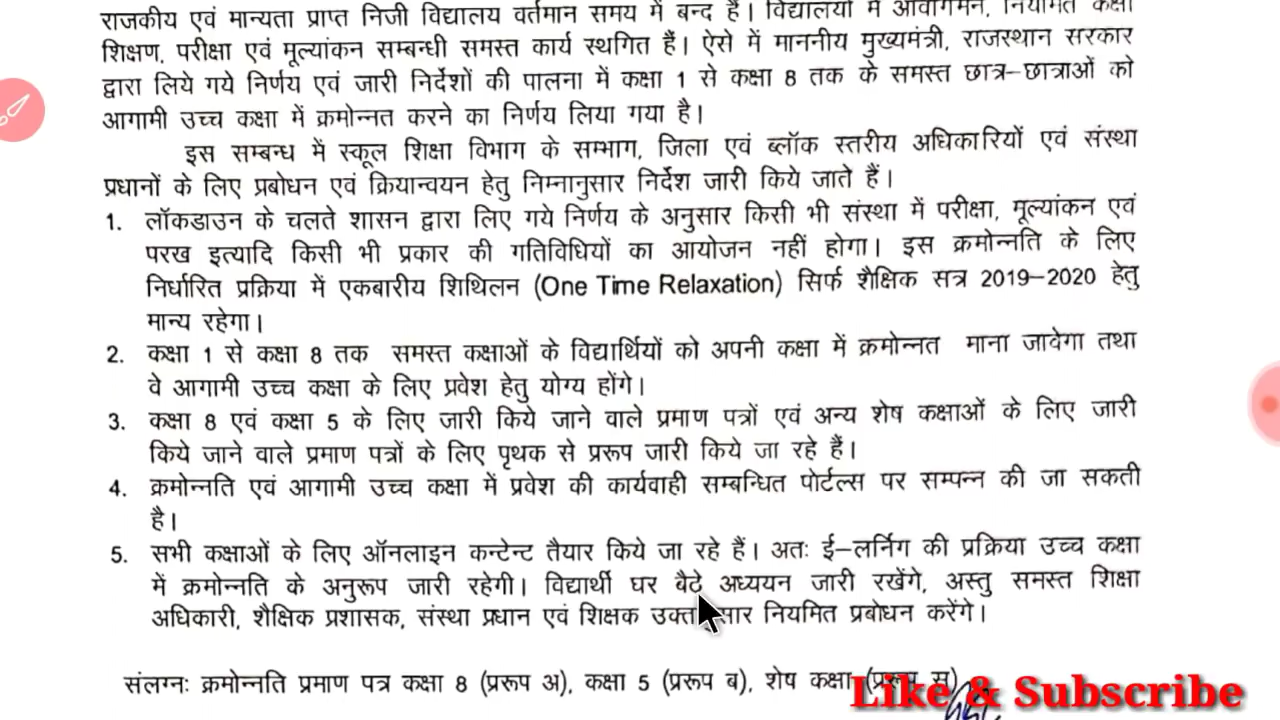 राजकीय एवं मान्यता प्राप्त निजी विद्यालय वर्तमान समय में बन्द हैं। विद्यालयों में आवागमन, नियमित कक्षा
शिक्षण, परीक्षा एवं मूल्यांकन सम्बन्धी समस्त कार्य स्थगित हैं। ऐसे में माननीय मुख्यमंत्री, राजस्थान सरकार
द्वारा लिये गये निर्णय एवं जारी निर्देशों की पालना में कक्षा 1 से कक्षा 8 तक के समस्त छात्र–छात्राओं को
आगामी उच्च कक्षा में क्रमोन्नत करने का निर्णय लिया गया है।
इस सम्बन्ध में स्कूल शिक्षा विभाग के सम्भाग, जिला एवं ब्लॉक स्तरीय अधिकारियों एवं संस्था
प्रधानों के लिए प्रबोधन एवं क्रियान्वयन हेतु निम्नानुसार निर्देश जारी किये जाते हैं।
1. लॉकडाउन के चलते शासन द्वारा लिए गये निर्णय के अनुसार किसी भी संस्था में परीक्षा, मूल्यांकन एवं
परख इत्यादि किसी भी प्रकार की गतिविधियों का आयोजन नहीं होगा। इस क्रमोन्नति के लिए
निर्धारित प्रक्रिया में एकबारीय शिथिलन (One Time Relaxation) सिर्फ शैक्षिक सत्र 2019–2020 हेतु
मान्य रहेगा।
2. कक्षा 1 से कक्षा 8 तक समस्त कक्षाओं के विद्यार्थियों को अपनी कक्षा में क्रमोन्नत माना जावेगा तथा
वे आगामी उच्च कक्षा के लिए प्रवेश हेतु योग्य होंगे।
3. कक्षा 8 एवं कक्षा 5 के लिए जारी किये जाने वाले प्रमाण पत्रों एवं अन्य शेष कक्षाओं के लिए जारी
किये जाने वाले प्रमाण पत्रों के लिए पृथक से प्ररूप जारी किये जा रहे हैं।
4. क्रमोन्नति एवं आगामी उच्च कक्षा में प्रवेश की कार्यवाही सम्बन्धित पोर्टल्स पर सम्पन्न की जा सकती
है।
5. सभी कक्षाओं के लिए ऑनलाइन कन्टेन्ट तैयार किये जा रहे हैं। अतः ई–लर्निग की प्रक्रिया उच्च कक्षा
में क्रमोन्नति के अनुरूप जारी रहेगी। विद्यार्थी घर बैटे अध्ययन जारी रखेंगे, अस्तु समस्त शिक्षा
अधिकारी, शैक्षिक प्रशासक, संस्था प्रधान एवं शिक्षक नियमित प्रबोधन करेंगे।
संलग्नः क्रमोन्नति प्रमाण पत्र कक्षा 8 (प्ररूप अ), कक्षा 5 (प्ररूप ब), शेष कक्षा (प्ररूप स)
Like & Subscribe